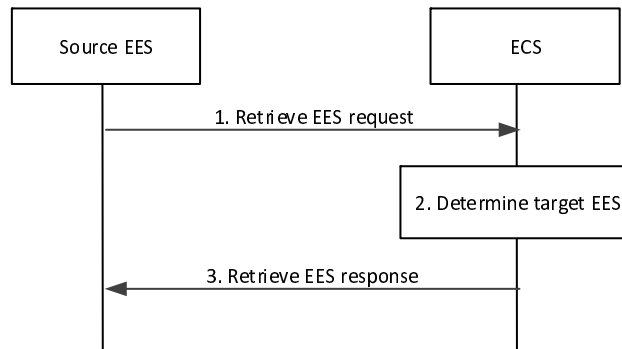 Source EES
ECS
1. Retrieve EES request
2. Determine target EES
3. Retrieve EES response